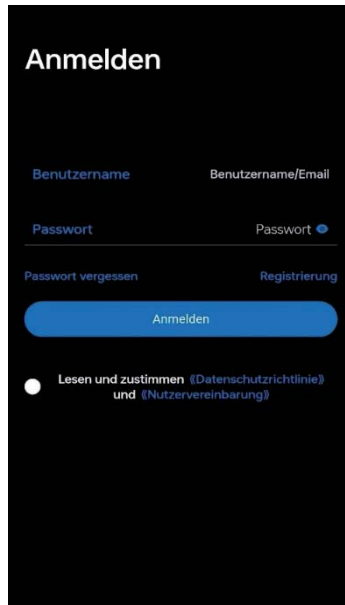 Anmelden
Benutzername Benutzername/Email
Passwort Passwort
Passwort vergessen Registrierung
Anmelden
Lesen und zustimmen 《Datenschutzrichtlinie》
und 《Nutzervereinbarung》